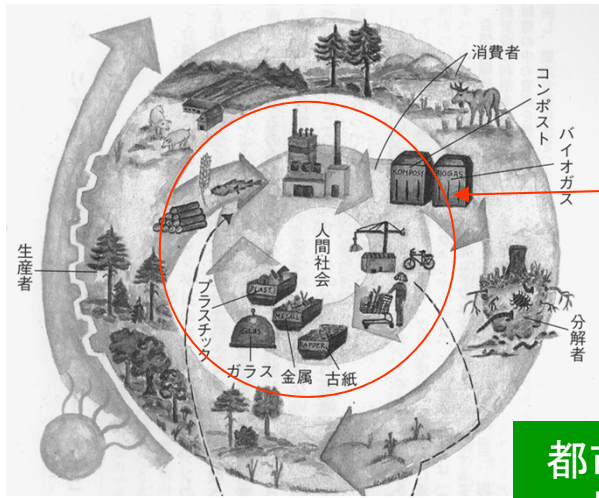 消費者
コンポスト
バイオガス
KOMPOST
BIOGAS
生産者
人間社会
プラスチック
PLAST
METALL
GLAS
PAPPER
ガラス
金属
古紙
分解者
都